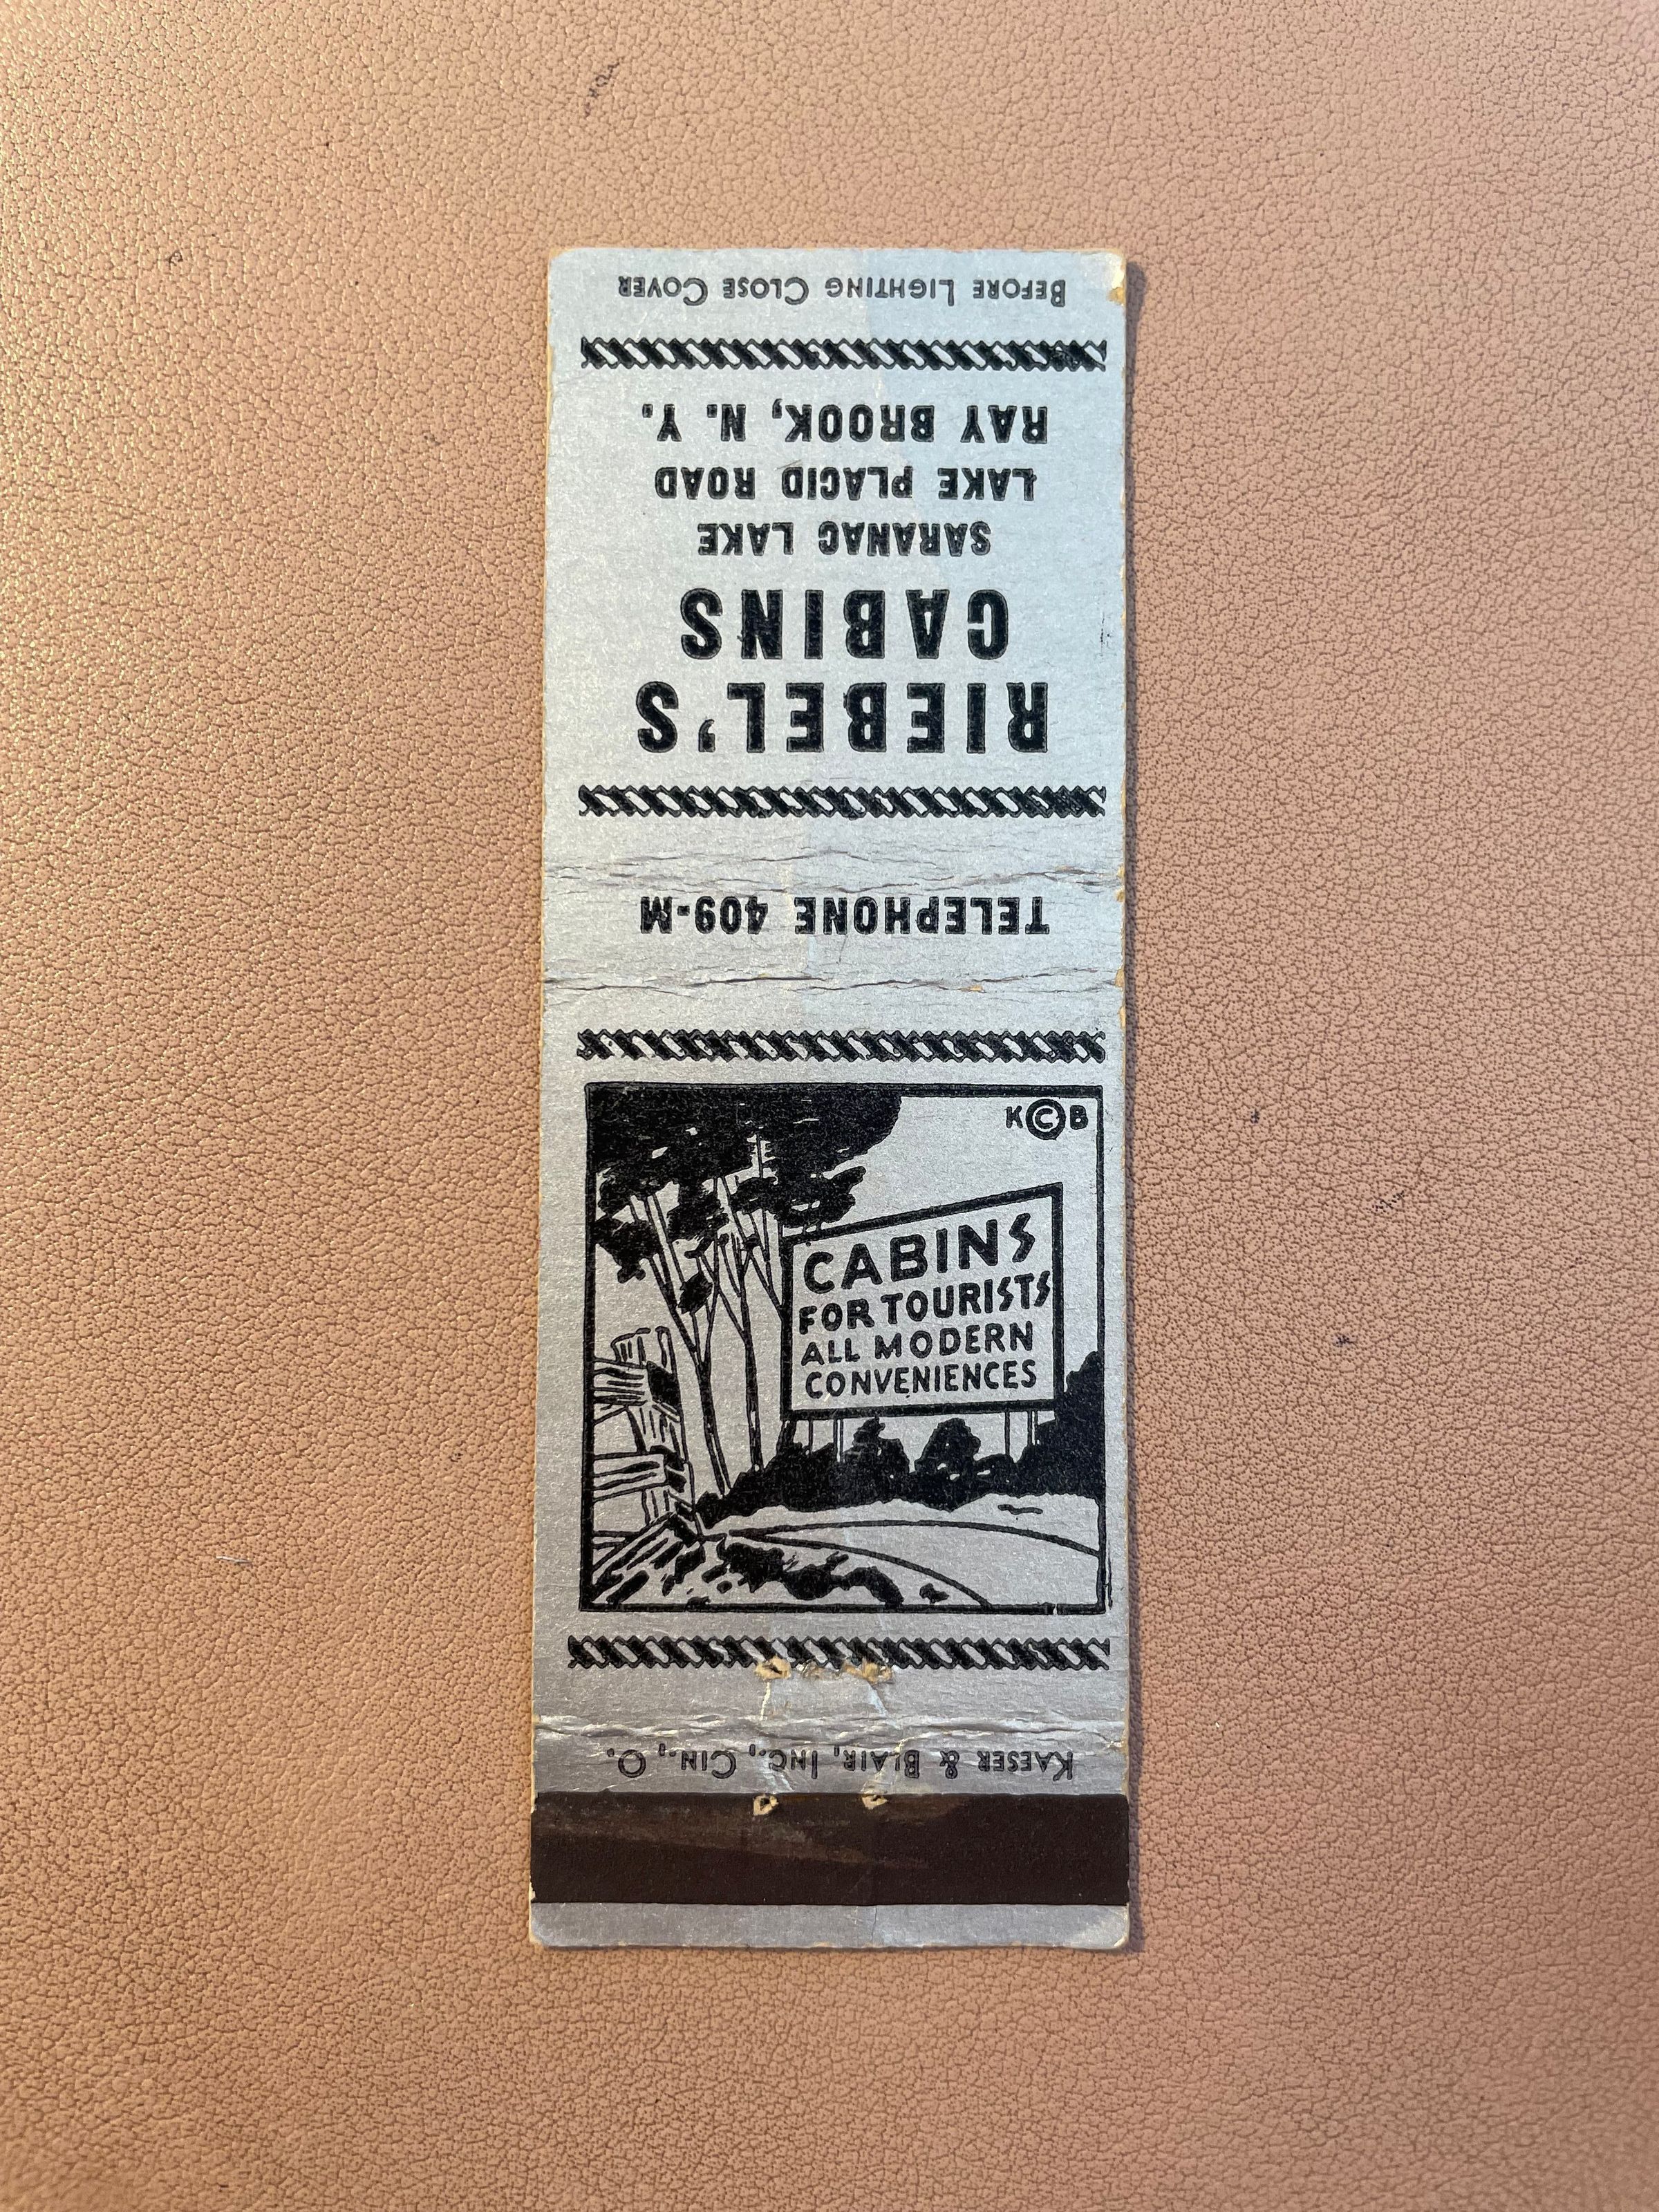 BEFORE LIGHTING CLOSE COVER
RIEBEL'S
CABINS
SARANAC LAKE
LAKE PLACID ROAD
RAY BROOK, N. Y.
TELEPHONE 409-M
K©B
CABINS
FOR TOURISTS
ALL MODERN
CONVENIENCES
KAESER & BLAIR, INC., CIN., O.